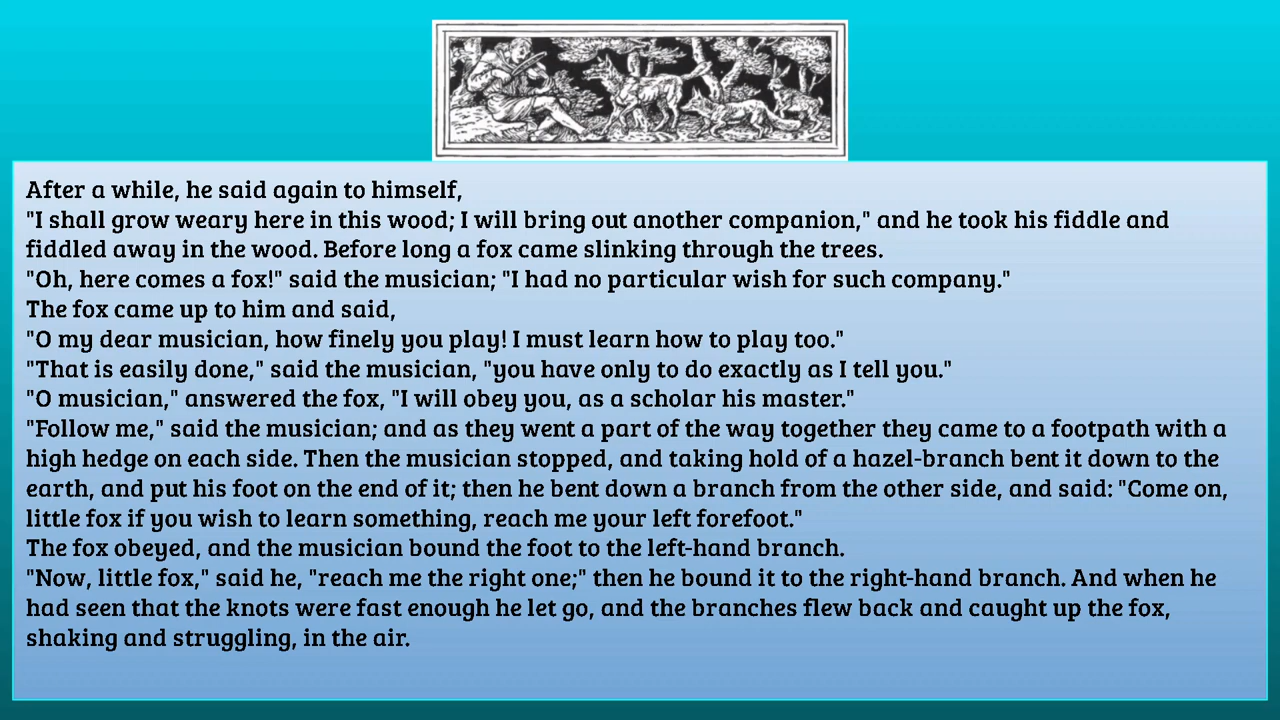 After a while, he said again to himself,
"I shall grow weary here in this wood; I will bring out another companion," and he took his fiddle and
fiddled away in the wood. Before long a fox came slinking through the trees.
"Oh, here comes a fox!" said the musician; "I had no particular wish for such company."
The fox came up to him and said,
"O my dear musician, how finely you play! I must learn how to play too."
"That is easily done," said the musician, "you have only to do exactly as I tell you."
"O musician," answered the fox, "I will obey you, as a scholar his master."
"Follow me," said the musician; and as they went a part of the way together they came to a footpath with a
high hedge on each side. Then the musician stopped, and taking hold of a hazel-branch bent it down to the
earth, and put his foot on the end of it; then he bent down a branch from the other side, and said: "Come on,
little fox if you wish to learn something, reach me your left forefoot."
The fox obeyed, and the musician bound the foot to the left-hand branch.
"Now, little fox," said he, "reach me the right one;" then he bound it to the right-hand branch. And when he
had seen that the knots were fast enough he let go, and the branches flew back and caught up the fox,
shaking and struggling, in the air.